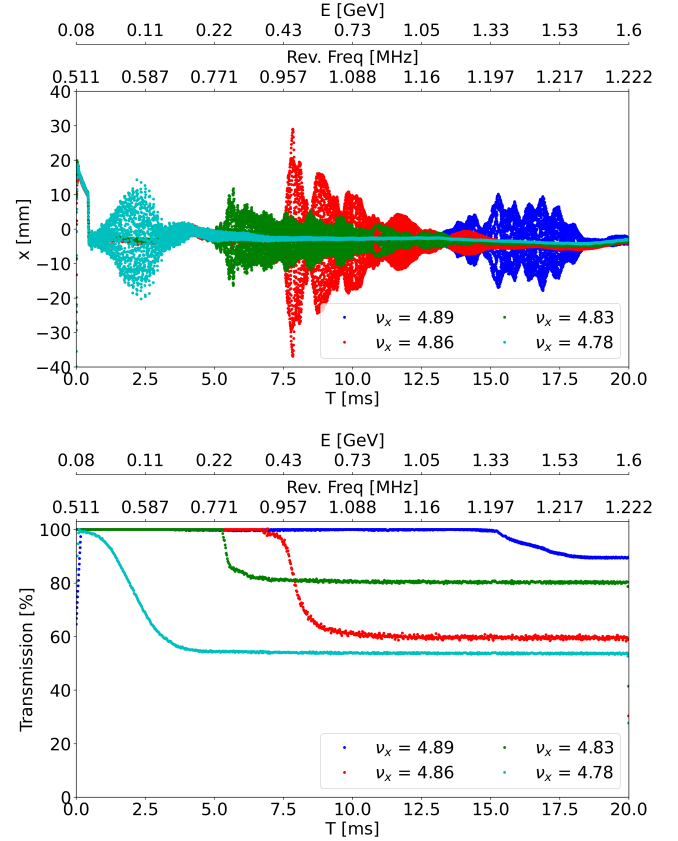 E [GeV]
0.08 0.11 0.22 0.43 0.73 1.05 1.33 1.53 1.6
Rev. Freq [MHz]
0.511 0.587 0.771 0.957 1.088 1.16 1.197 1.217 1.222
40
30
20
10
0
−10
−20
−30
−40
x [mm]
νx = 4.89 νx = 4.83
νx = 4.86 νx = 4.78
0.0 2.5 5.0 7.5 10.0 12.5 15.0 17.5 20.0
T [ms]
E [GeV]
0.08 0.11 0.22 0.43 0.73 1.05 1.33 1.53 1.6
Rev. Freq [MHz]
0.511 0.587 0.771 0.957 1.088 1.16 1.197 1.217 1.222
100
80
60
40
20
0
Transmission [%]
νx = 4.89 νx = 4.83
νx = 4.86 νx = 4.78
0.0 2.5 5.0 7.5 10.0 12.5 15.0 17.5 20.0
T [ms]